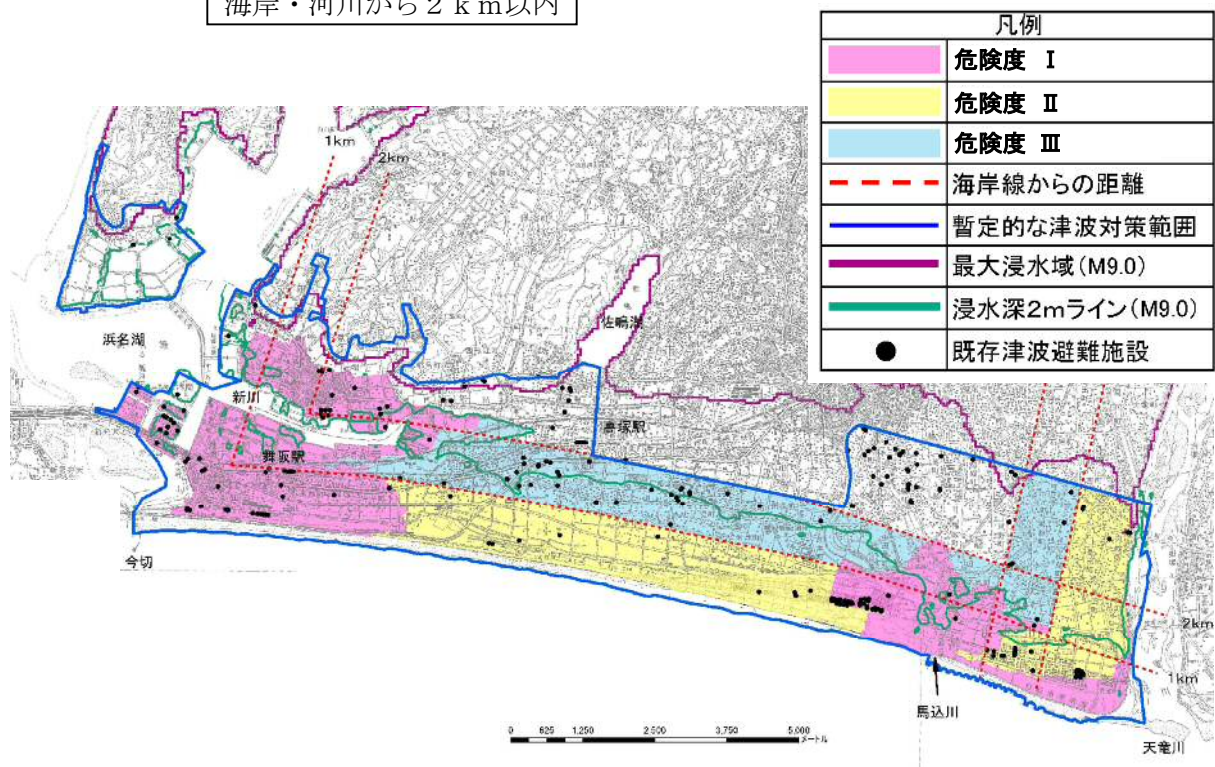 海岸・河川から２ｋｍ以内
凡例
危険度 Ⅰ
危険度 Ⅱ
危険度 Ⅲ
海岸線からの距離
暫定的な津波対策範囲
最大浸水域(M9.0)
浸水深2mライン(M9.0)
既存津波避難施設
1km
2km
佐鳴湖
浜名湖
新川
高塚駅
舞阪駅
今切
2km
1km
馬込川
天竜川
0 625 1,250 2,500 3,750 5,000
メートル